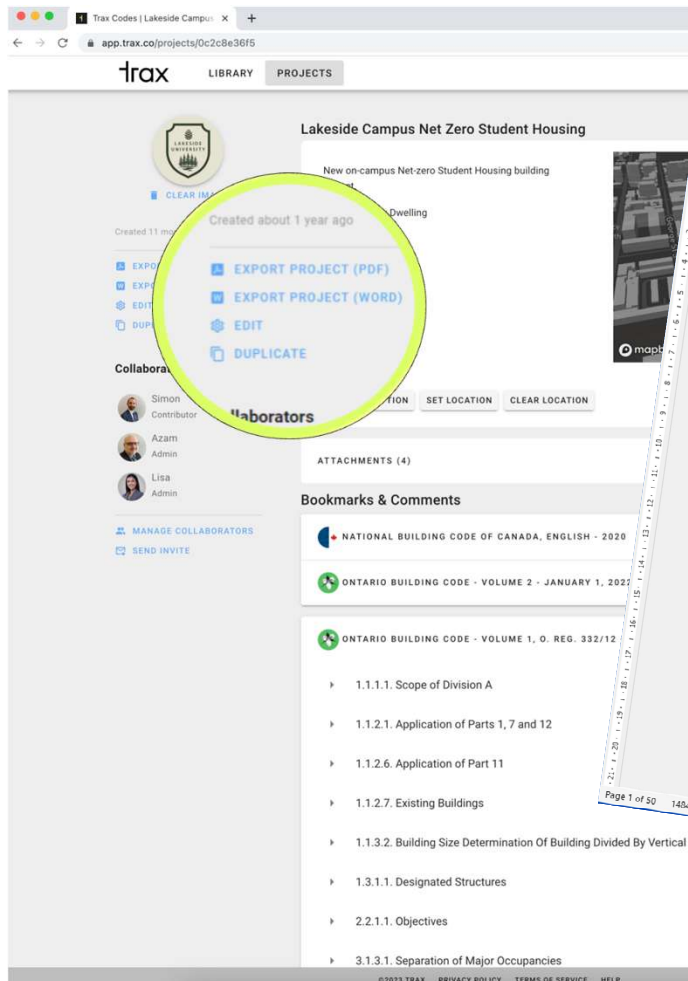 Trax Codes | Lakeside Campus
app.trax.co/projects/0c2c8e36f5
trax
LIBRARY
PROJECTS
LAKESIDE
UNIVERSITY
CLEAR
Created 11
Collaborators
Simon
Contributor
Azam
Admin
Lisa
Admin
MANAGE COLLABORATORS
SEND INVITE
Created about 1 year ago
EXPORT PROJECT (PDF)
EXPORT PROJECT (WORD)
EDIT
DUPLICATE
Lakeside Campus Net Zero Student Housing
New on-campus Net-zero Student Housing building
Dwelling
SET LOCATION
CLEAR LOCATION
ATTACHMENTS (4)
Bookmarks & Comments
NATIONAL BUILDING CODE OF CANADA, ENGLISH - 2020
ONTARIO BUILDING CODE - VOLUME 2 - JANUARY 1, 2022
ONTARIO BUILDING CODE - VOLUME 1, O. REG. 332/12
1.1.1.1. Scope of Division A
1.1.2.1. Application of Parts 1, 7 and 12
1.1.2.6. Application of Part 11
1.1.2.7. Existing Buildings
1.1.3.2. Building Size Determination Of Building Divided By Vertical
1.3.1.1. Designated Structures
2.2.1.1. Objectives
3.1.3.1. Separation of Major Occupancies
Page 1 of 50
©2023 TRAX PRIVACY POLICY TERMS OF SERVICE HELP